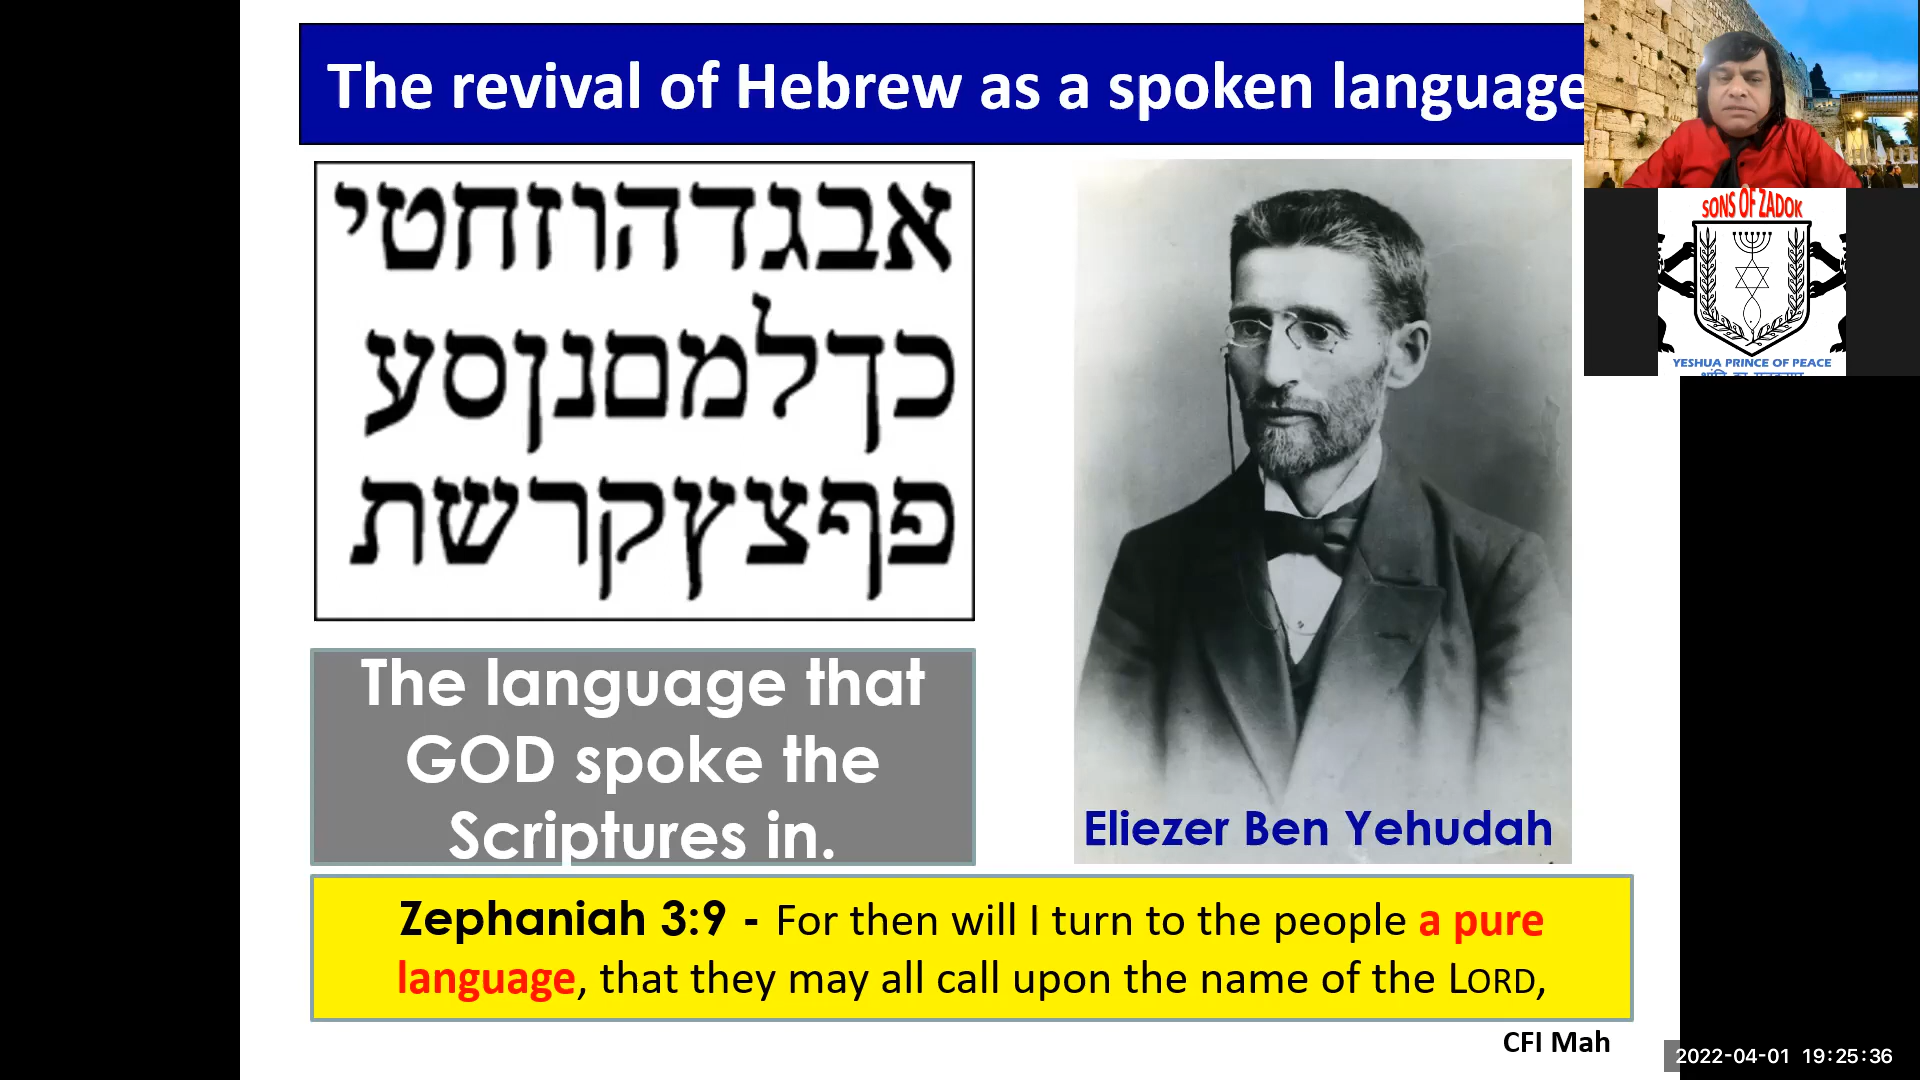 The revival of Hebrew as a spoken language
אבגדהוזחטי
כךלמםנןסע
פףצץקרשת
The language that
GOD spoke the
Scriptures in.
Eliezer Ben Yehudah
Zephaniah 3:9 - For then will I turn to the people a pure
language, that they may all call upon the name of the LORD,
CFI Mah
SONS OF ZADOK
YESHUA PRINCE OF PEACE
2022-04-01 19:25:36